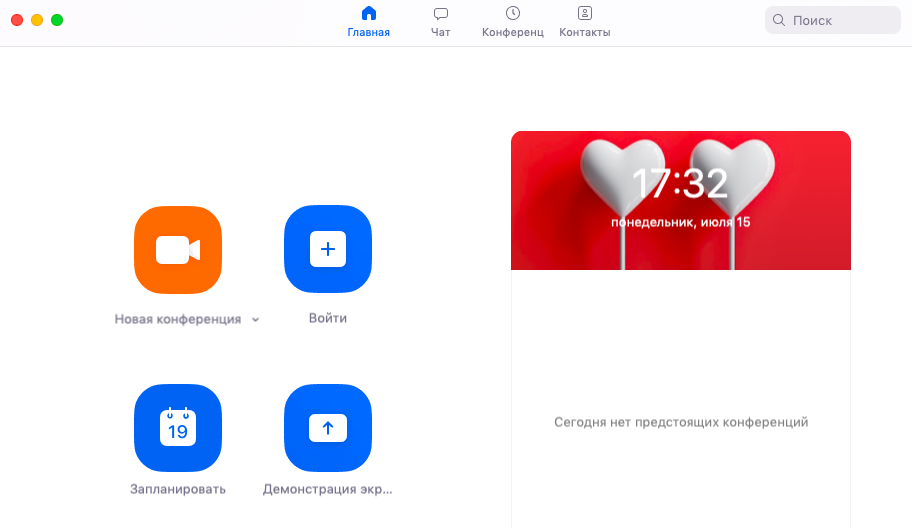 Главная
Чат
Конференц
Контакты
Поиск
17:32
понедельник, июля 15
Новая конференция
Войти
19
Запланировать
Демонстрация экр...
Сегодня нет предстоящих конференций